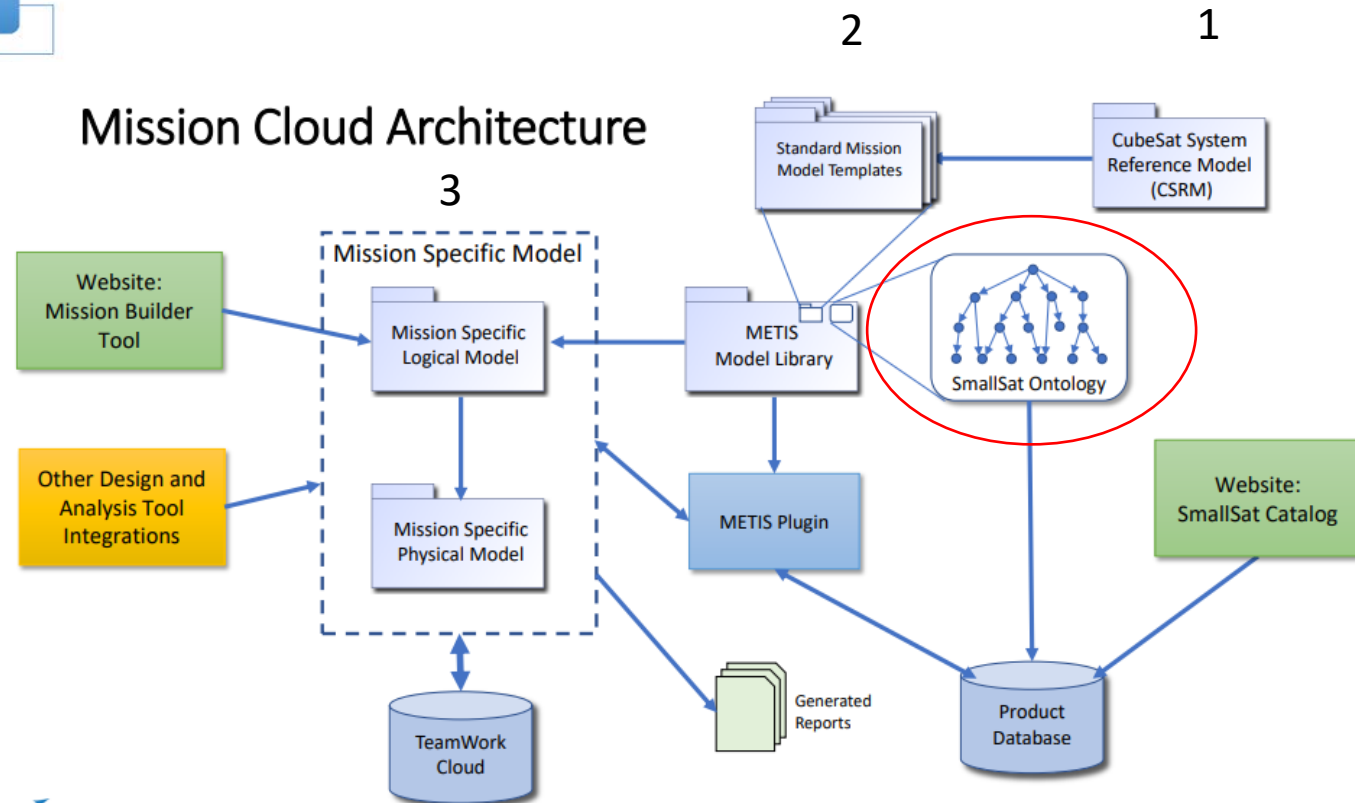 2
1
Mission Cloud Architecture
3
Standard Mission
Model Templates
CubeSat System
Reference Model
(CSRM)
Mission Specific Model
Website:
Mission Builder
Tool
Mission Specific
Logical Model
METIS
Model Library
SmallSat Ontology
Other Design and
Analysis Tool
Integrations
Mission Specific
Physical Model
METIS Plugin
Website:
SmallSat Catalog
Generated
Reports
Product
Database
TeamWork
Cloud